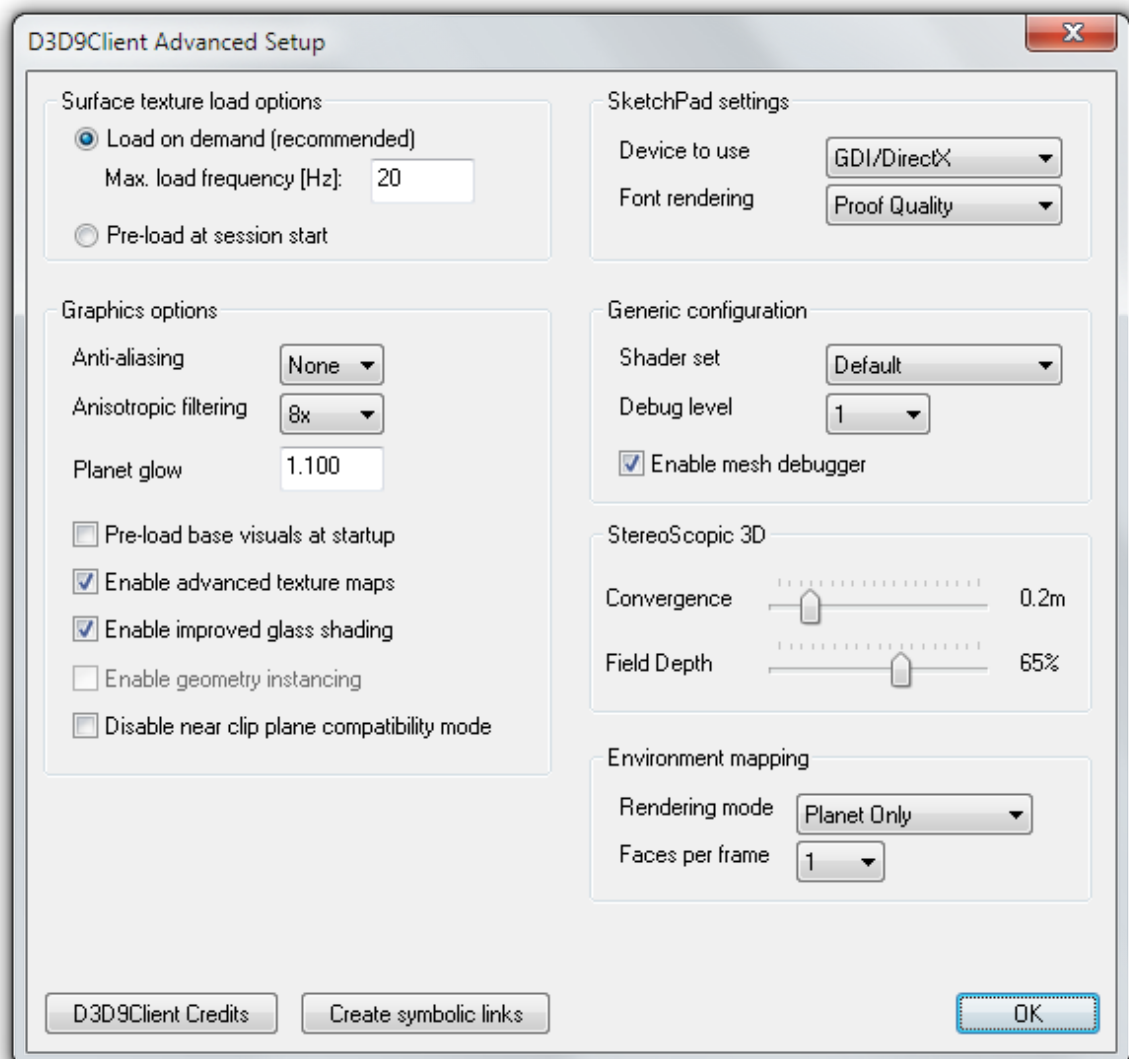 D3D9Client Advanced Setup
Surface texture load options
Load on demand (recommended)
Max. load frequency [Hz]: 20
Pre-load at session start
Graphics options
Anti-aliasing None
Anisotropic filtering 8x
Planet glow 1.100
Pre-load base visuals at startup
Enable advanced texture maps
Enable improved glass shading
Enable geometry instancing
Disable near clip plane compatibility mode
SketchPad settings
Device to use GDI/DirectX
Font rendering Proof Quality
Generic configuration
Shader set Default
Debug level 1
Enable mesh debugger
StereoScopic 3D
Convergence 0.2m
Field Depth 65%
Environment mapping
Rendering mode Planet Only
Faces per frame 1
D3D9Client Credits
Create symbolic links
OK